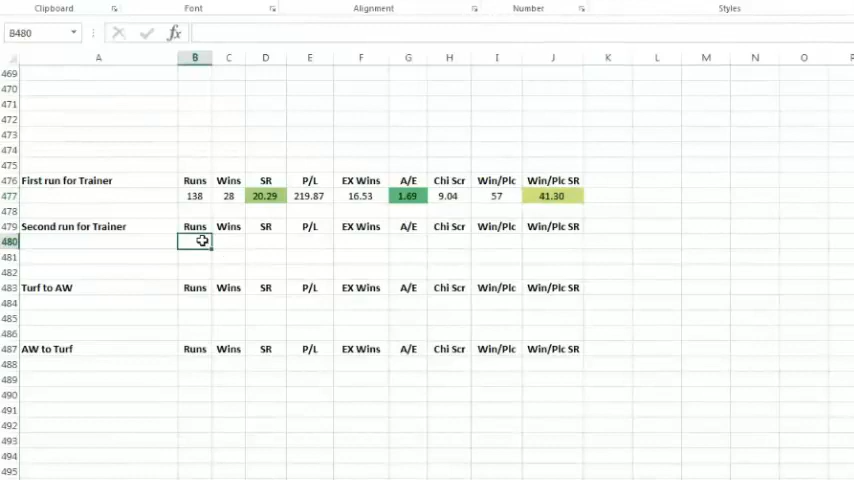 Clipboard Font Alignment Number Styles
B480 fx
A B C D E F G H I J K L M N O
469
470
471
472
473
474
475
476 First run for Trainer Runs Wins SR P/L EX Wins A/E Chi Scr Win/Plc Win/Plc SR
477 138 28 20.29 219.87 16.53 1.69 9.04 57 41.30
478
479 Second run for Trainer Runs Wins SR P/L EX Wins A/E Chi Scr Win/Plc Win/Plc SR
480
481
482
483 Turf to AW Runs Wins SR P/L EX Wins A/E Chi Scr Win/Plc Win/Plc SR
484
485
486
487 AW to Turf Runs Wins SR P/L EX Wins A/E Chi Scr Win/Plc Win/Plc SR
488
489
490
491
492
493
494
495